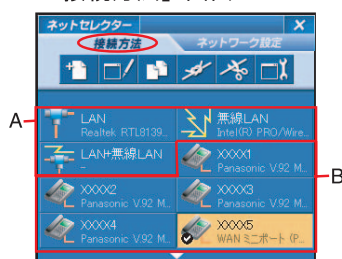 ネットセレクター X
接続方法 ネットワーク設定
A
LAN 無線LAN
Realtek RTL8139.. Intel(R) PRO/Wire..
LAN+無線LAN XXXX1
- Panasonic V.92 M..
B
XXXX2 XXXX3
Panasonic V.92 M.. Panasonic V.92 M..
XXXX4 XXXX5
Panasonic V.92 M.. WAN ミニポート (P..